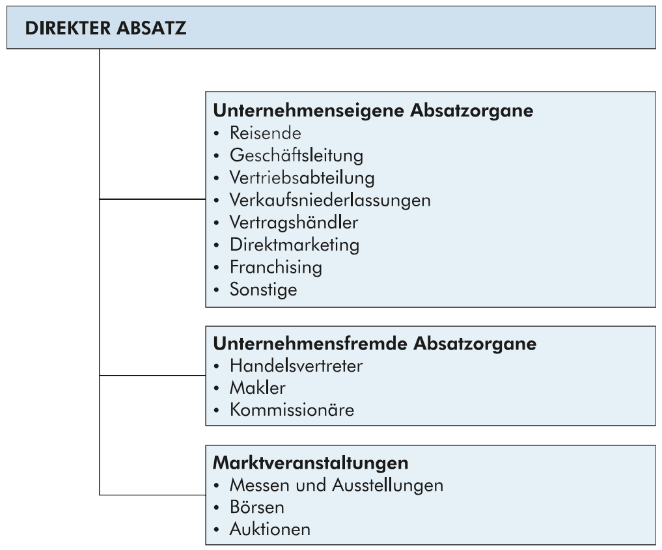 DIREKTER ABSATZ
Unternehmenseigene Absatzorgane
• Reisende
• Geschäftsleitung
• Vertriebsabteilung
• Verkaufsniederlassungen
• Vertragshändler
• Direktmarketing
• Franchising
• Sonstige
Unternehmensfremde Absatzorgane
• Handelsvertreter
• Makler
• Kommissionäre
Marktveranstaltungen
• Messen und Ausstellungen
• Börsen
• Auktionen